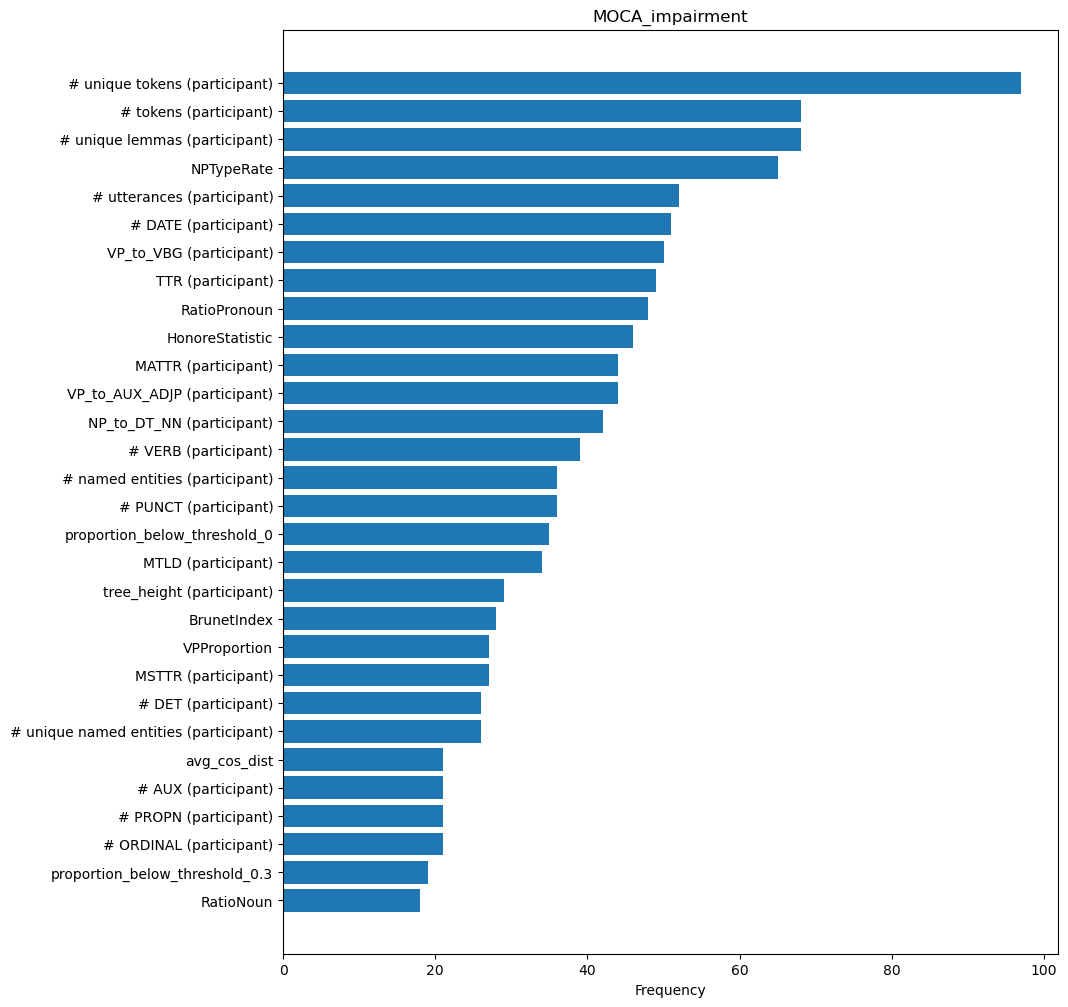 MOCA_impairment
# unique tokens (participant)
# tokens (participant)
# unique lemmas (participant)
NPTypeRate
# utterances (participant)
# DATE (participant)
VP_to_VBG (participant)
TTR (participant)
RatioPronoun
HonoreStatistic
MATTR (participant)
VP_to_AUX_ADJP (participant)
NP_to_DT_NN (participant)
# VERB (participant)
# named entities (participant)
# PUNCT (participant)
proportion_below_threshold_0
MTLD (participant)
tree_height (participant)
BrunetIndex
VPProportion
MSTTR (participant)
# DET (participant)
# unique named entities (participant)
avg_cos_dist
# AUX (participant)
# PROPN (participant)
# ORDINAL (participant)
proportion_below_threshold_0.3
RatioNoun
0 20 40 60 80 100
Frequency